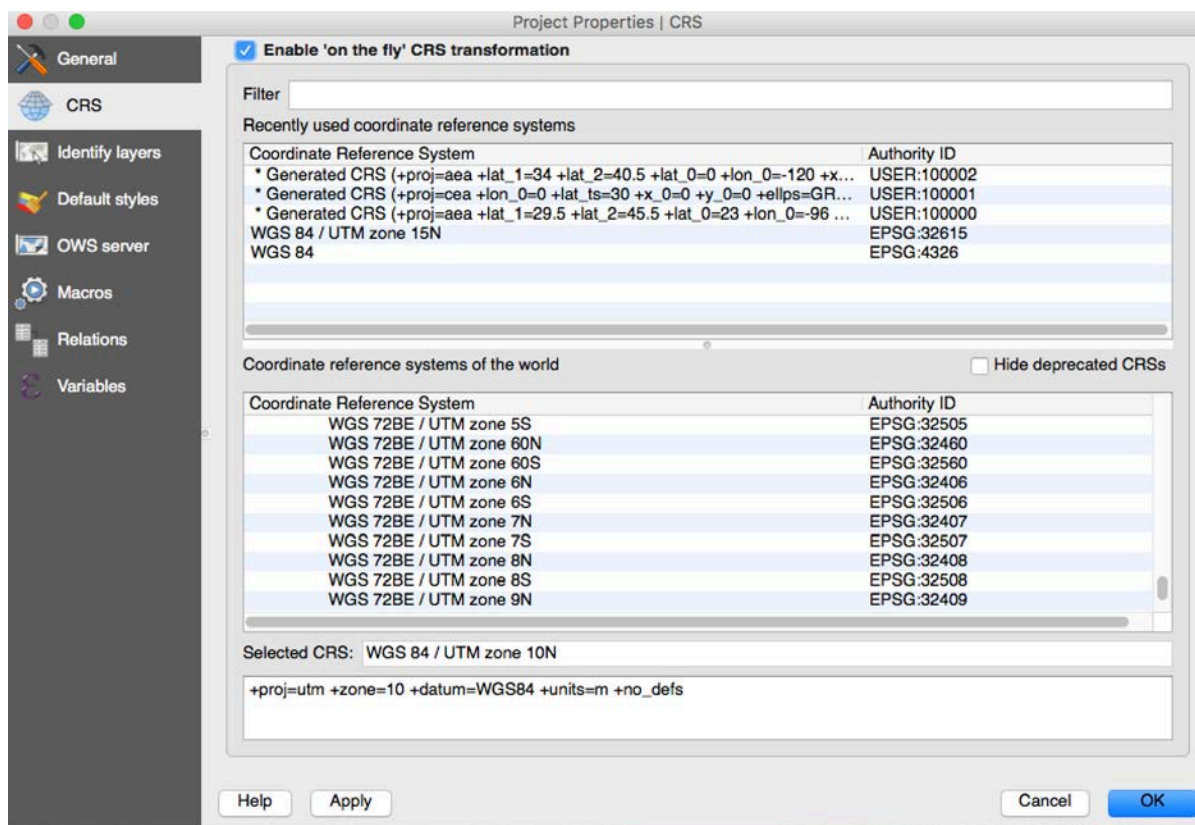 Project Properties | CRS
General
CRS
Identify layers
Default styles
OWS server
Macros
Relations
Variables
Enable 'on the fly' CRS transformation
Filter
Recently used coordinate reference systems
Coordinate Reference System Authority ID
* Generated CRS (+proj=aea +lat_1=34 +lat_2=40.5 +lat_0=0 +lon_0=-120 +x... USER:100002
* Generated CRS (+proj=cea +lon_0=0 +lat_ts=30 +x_0=0 +y_0=0 +ellps=GR... USER:100001
* Generated CRS (+proj=aea +lat_1=29.5 +lat_2=45.5 +lat_0=23 +lon_0=-96 ... USER:100000
WGS 84 / UTM zone 15N EPSG:32615
WGS 84 EPSG:4326
Coordinate reference systems of the world Hide deprecated CRSs
Coordinate Reference System Authority ID
WGS 72BE / UTM zone 5S EPSG:32505
WGS 72BE / UTM zone 60N EPSG:32460
WGS 72BE / UTM zone 60S EPSG:32560
WGS 72BE / UTM zone 6N EPSG:32406
WGS 72BE / UTM zone 6S EPSG:32506
WGS 72BE / UTM zone 7N EPSG:32407
WGS 72BE / UTM zone 7S EPSG:32507
WGS 72BE / UTM zone 8N EPSG:32408
WGS 72BE / UTM zone 8S EPSG:32508
WGS 72BE / UTM zone 9N EPSG:32409
Selected CRS: WGS 84 / UTM zone 10N
+proj=utm +zone=10 +datum=WGS84 +units=m +no_defs
Help Apply Cancel OK